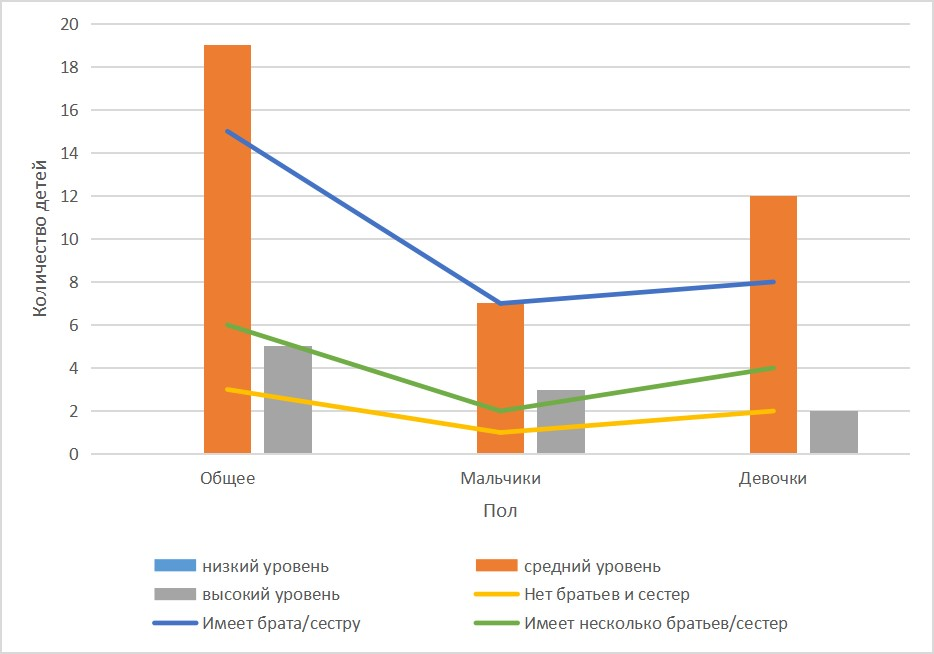 20
18
16
14
12
10
8
6
4
2
0
Количество детей
Общее Мальчики Девочки
Пол
низкий уровень средний уровень
высокий уровень Нет братьев и сестер
Имеет брата/сестру Имеет несколько братьев/сестер